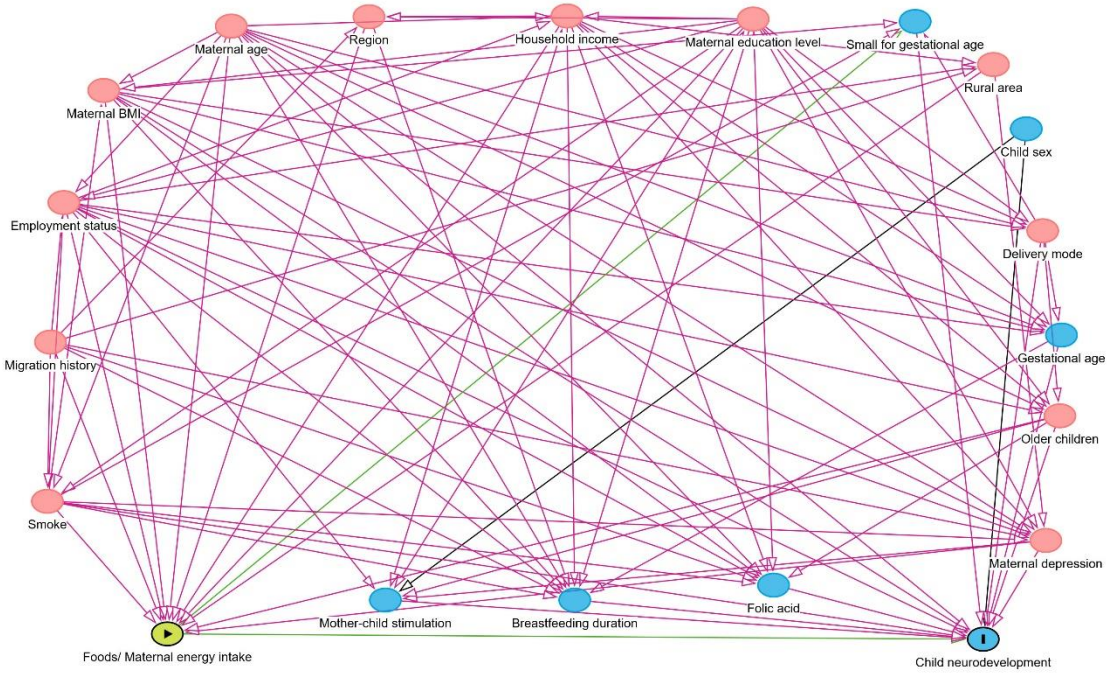 Maternal age
Region
Household income
Maternal education level
Small for gestational age
Rural area
Maternal BMI
Child sex
Employment status
Delivery mode
Migration history
Gestational age
Older children
Smoke
Maternal depression
Mother-child stimulation
Breastfeeding duration
Folic acid
Foods/ Maternal energy intake
Child neurodevelopment